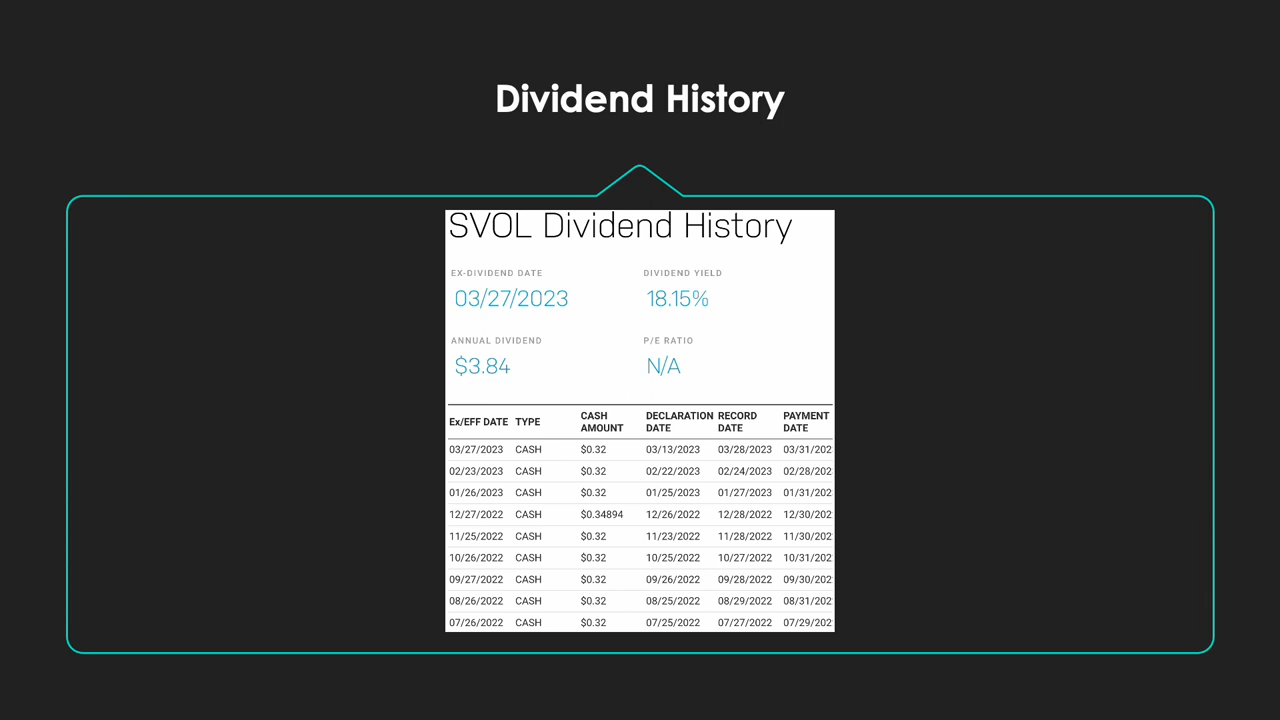 Dividend History
SVOL Dividend History
EX-DIVIDEND DATE DIVIDEND YIELD
03/27/2023 18.15%
ANNUAL DIVIDEND P/E RATIO
$3.84 N/A
Ex/EFF DATE TYPE CASH AMOUNT DECLARATION DATE RECORD DATE PAYMENT DATE
03/27/2023 CASH $0.32 03/13/2023 03/28/2023 03/31/202
02/23/2023 CASH $0.32 02/22/2023 02/24/2023 02/28/202
01/26/2023 CASH $0.32 01/25/2023 01/27/2023 01/31/202
12/27/2022 CASH $0.34894 12/26/2022 12/28/2022 12/30/202
11/25/2022 CASH $0.32 11/23/2022 11/28/2022 11/30/202
10/26/2022 CASH $0.32 10/25/2022 10/27/2022 10/31/202
09/27/2022 CASH $0.32 09/26/2022 09/28/2022 09/30/202
08/26/2022 CASH $0.32 08/25/2022 08/29/2022 08/31/202
07/26/2022 CASH $0.32 07/25/2022 07/27/2022 07/29/202